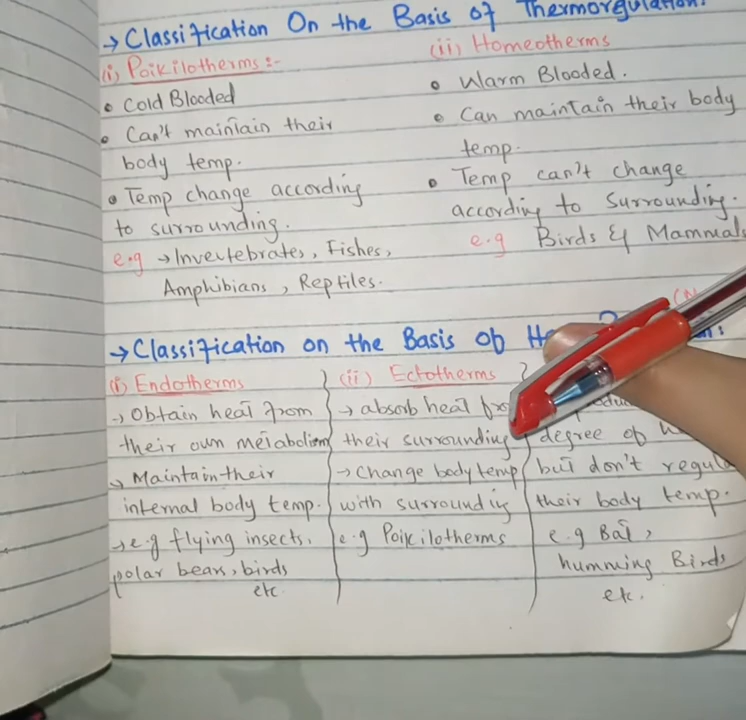 → Classification On the Basis of Thermorgulation.
(i) Poikilotherms :-
• Cold Blooded
• Can't maintain their
body temp.
• Temp change according
to surrounding.
e.g → Invertebrates, Fishes,
Amphibians, Reptiles.
(ii) Homeotherms
• Warm Blooded.
• Can maintain their body
temp.
• Temp can't change
according to Surrounding.
e.g Birds & Mammals
→ Classification on the Basis of
(i) Endotherms
→ Obtain heat from
their own metabolism
→ Maintain their
internal body temp.
→ e.g flying insects,
polar bears, birds
etc.
(ii) Ectotherms
→ absorb heat
their surrounding
→ Change body temp
with surrounding
e.g Poikilotherms
degree of
but don't
their body temp.
e.g Bat,
humming Birds
etc.